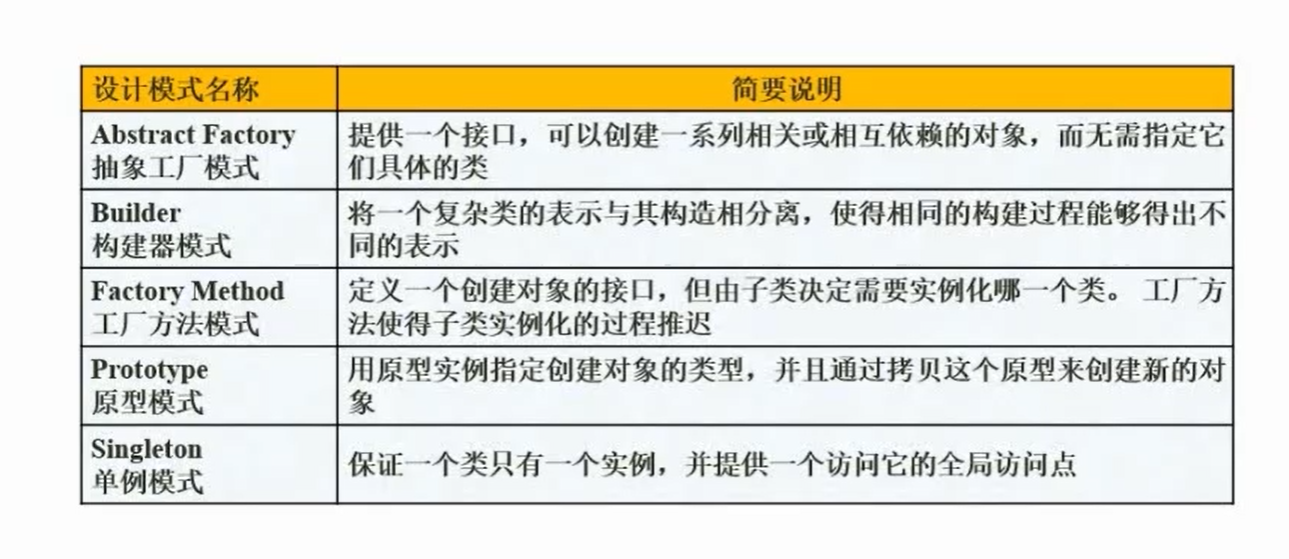 设计模式名称
简要说明
Abstract Factory
抽象工厂模式
提供一个接口，可以创建一系列相关或相互依赖的对象，而无需指定它
们具体的类
Builder
构建器模式
将一个复杂类的表示与其构造相分离，使得相同的构建过程能够得出不
同的表示
Factory Method
工厂方法模式
定义一个创建对象的接口，但由子类决定需要实例化哪一个类。 工厂方
法使得子类实例化的过程推迟
Prototype
原型模式
用原型实例指定创建对象的类型，并且通过拷贝这个原型来创建新的对
象
Singleton
单例模式
保证一个类只有一个实例，并提供一个访问它的全局访问点